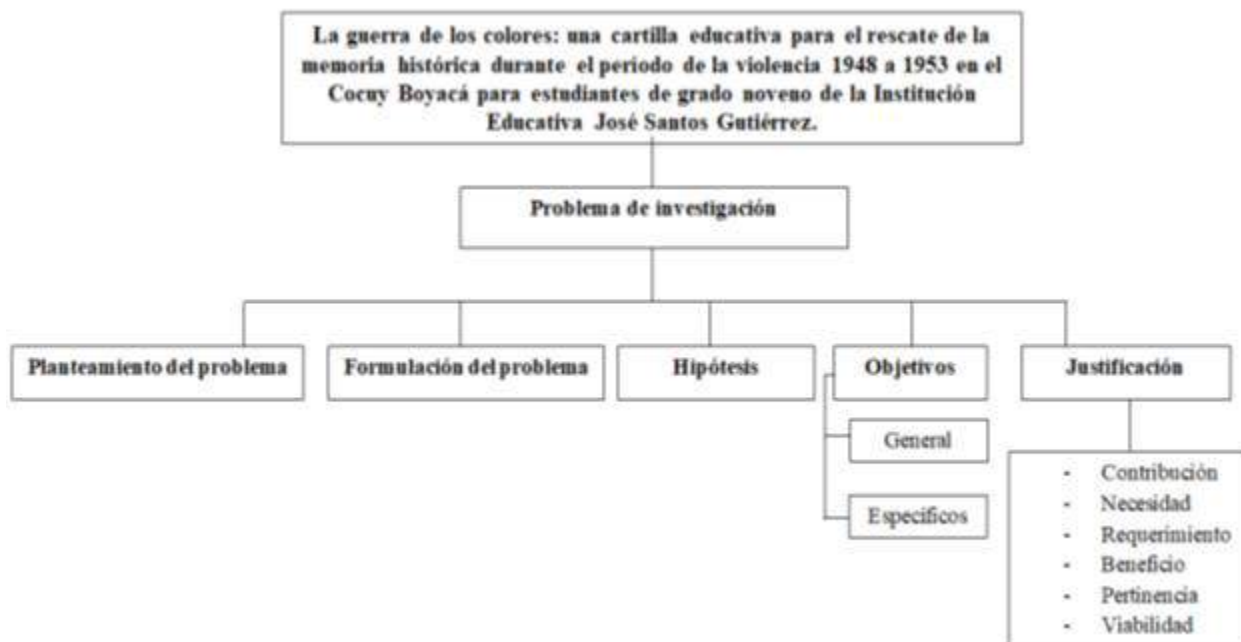 La guerra de los colores: una cartilla educativa para el rescate de la
memoria histórica durante el período de la violencia 1948 a 1953 en el
Cocuy Boyacá para estudiantes de grado noveno de la Institución
Educativa José Santos Gutiérrez.
Problema de investigación
Planteamiento del problema
Formulación del problema
Hipótesis
Objetivos
Justificación
General
Específicos
- Contribución
- Necesidad
- Requerimiento
- Beneficio
- Pertinencia
- Viabilidad